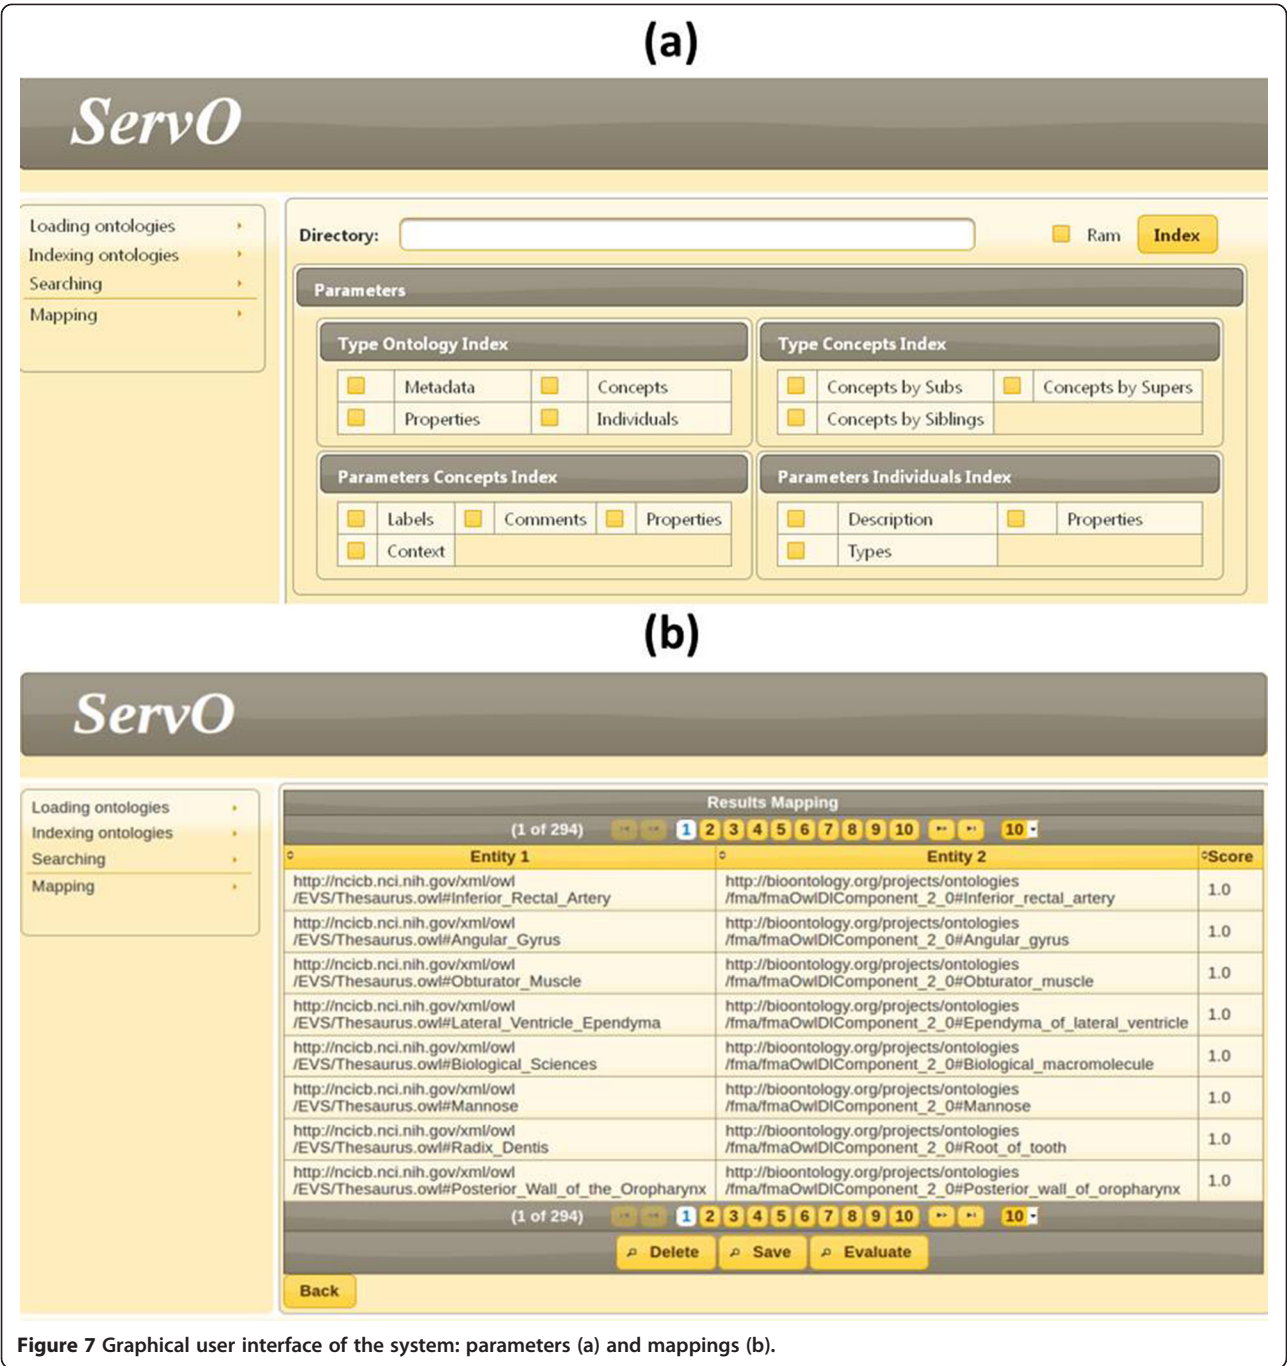 (a)
ServO
Loading ontologies
Indexing ontologies
Searching
Mapping
Directory:
Ram
Index
Parameters
Type Ontology Index
Metadata
Concepts
Properties
Individuals
Type Concepts Index
Concepts by Subs
Concepts by Supers
Concepts by Siblings
Parameters Concepts Index
Labels
Comments
Properties
Context
Parameters Individuals Index
Description
Properties
Types
(b)
ServO
Loading ontologies
Indexing ontologies
Searching
Mapping
Results Mapping
(1 of 294) 1 2 3 4 5 6 7 8 9 10 10
Entity 1 Entity 2 Score
http://ncicb.nci.nih.gov/xml/owl
/EVS/Thesaurus.owl#Inferior_Rectal_Artery
http://bioontology.org/projects/ontologies
/fma/fmaOwlDlComponent_2_0#Inferior_rectal_artery
1.0
http://ncicb.nci.nih.gov/xml/owl
/EVS/Thesaurus.owl#Angular_Gyrus
http://bioontology.org/projects/ontologies
/fma/fmaOwlDlComponent_2_0#Angular_gyrus
1.0
http://ncicb.nci.nih.gov/xml/owl
/EVS/Thesaurus.owl#Obturator_Muscle
http://bioontology.org/projects/ontologies
/fma/fmaOwlDlComponent_2_0#Obturator_muscle
1.0
http://ncicb.nci.nih.gov/xml/owl
/EVS/Thesaurus.owl#Lateral_Ventricle_Ependyma
http://bioontology.org/projects/ontologies
/fma/fmaOwlDlComponent_2_0#Ependyma_of_lateral_ventricle
1.0
http://ncicb.nci.nih.gov/xml/owl
/EVS/Thesaurus.owl#Biological_Sciences
http://bioontology.org/projects/ontologies
/fma/fmaOwlDlComponent_2_0#Biological_macromolecule
1.0
http://ncicb.nci.nih.gov/xml/owl
/EVS/Thesaurus.owl#Mannose
http://bioontology.org/projects/ontologies
/fma/fmaOwlDlComponent_2_0#Mannose
1.0
http://ncicb.nci.nih.gov/xml/owl
/EVS/Thesaurus.owl#Radix_Dentis
http://bioontology.org/projects/ontologies
/fma/fmaOwlDlComponent_2_0#Root_of_tooth
1.0
http://ncicb.nci.nih.gov/xml/owl
/EVS/Thesaurus.owl#Posterior_Wall_of_the_Oropharynx
http://bioontology.org/projects/ontologies
/fma/fmaOwlDlComponent_2_0#Posterior_wall_of_oropharynx
1.0
(1 of 294) 1 2 3 4 5 6 7 8 9 10 10
Delete Save Evaluate
Back
Figure 7 Graphical user interface of the system: parameters (a) and mappings (b).